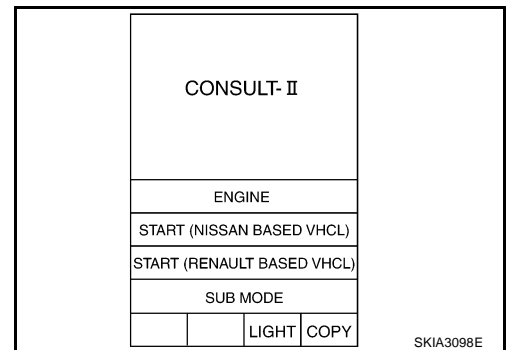 CONSULT-Ⅱ
ENGINE
START (NISSAN BASED VHCL)
START (RENAULT BASED VHCL)
SUB MODE
LIGHT COPY
SKIA3098E